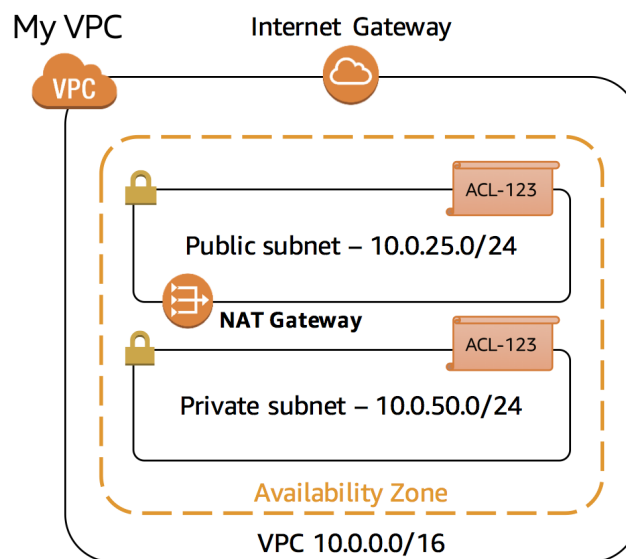 My VPC
Internet Gateway
VPC
ACL-123
Public subnet – 10.0.25.0/24
NAT Gateway
ACL-123
Private subnet – 10.0.50.0/24
Availability Zone
VPC 10.0.0.0/16